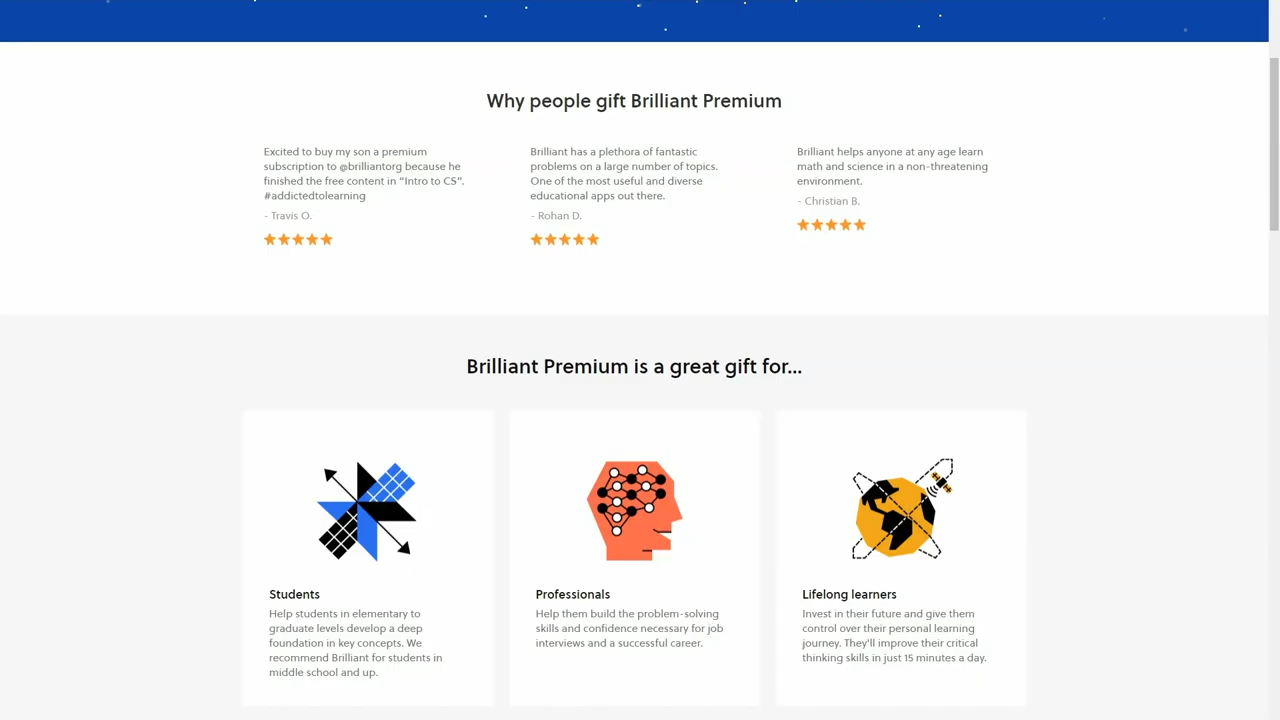 Why people gift Brilliant Premium
Excited to buy my son a premium
subscription to @brilliantorg because he
finished the free content in “Intro to CS”.
#addictedtolearning
- Travis O.
Brilliant has a plethora of fantastic
problems on a large number of topics.
One of the most useful and diverse
educational apps out there.
- Rohan D.
Brilliant helps anyone at any age learn
math and science in a non-threatening
environment.
- Christian B.
Brilliant Premium is a great gift for...
Students
Help students in elementary to
graduate levels develop a deep
foundation in key concepts. We
recommend Brilliant for students in
middle school and up.
Professionals
Help them build the problem-solving
skills and confidence necessary for job
interviews and a successful career.
Lifelong learners
Invest in their future and give them
control over their personal learning
journey. They'll improve their critical
thinking skills in just 15 minutes a day.